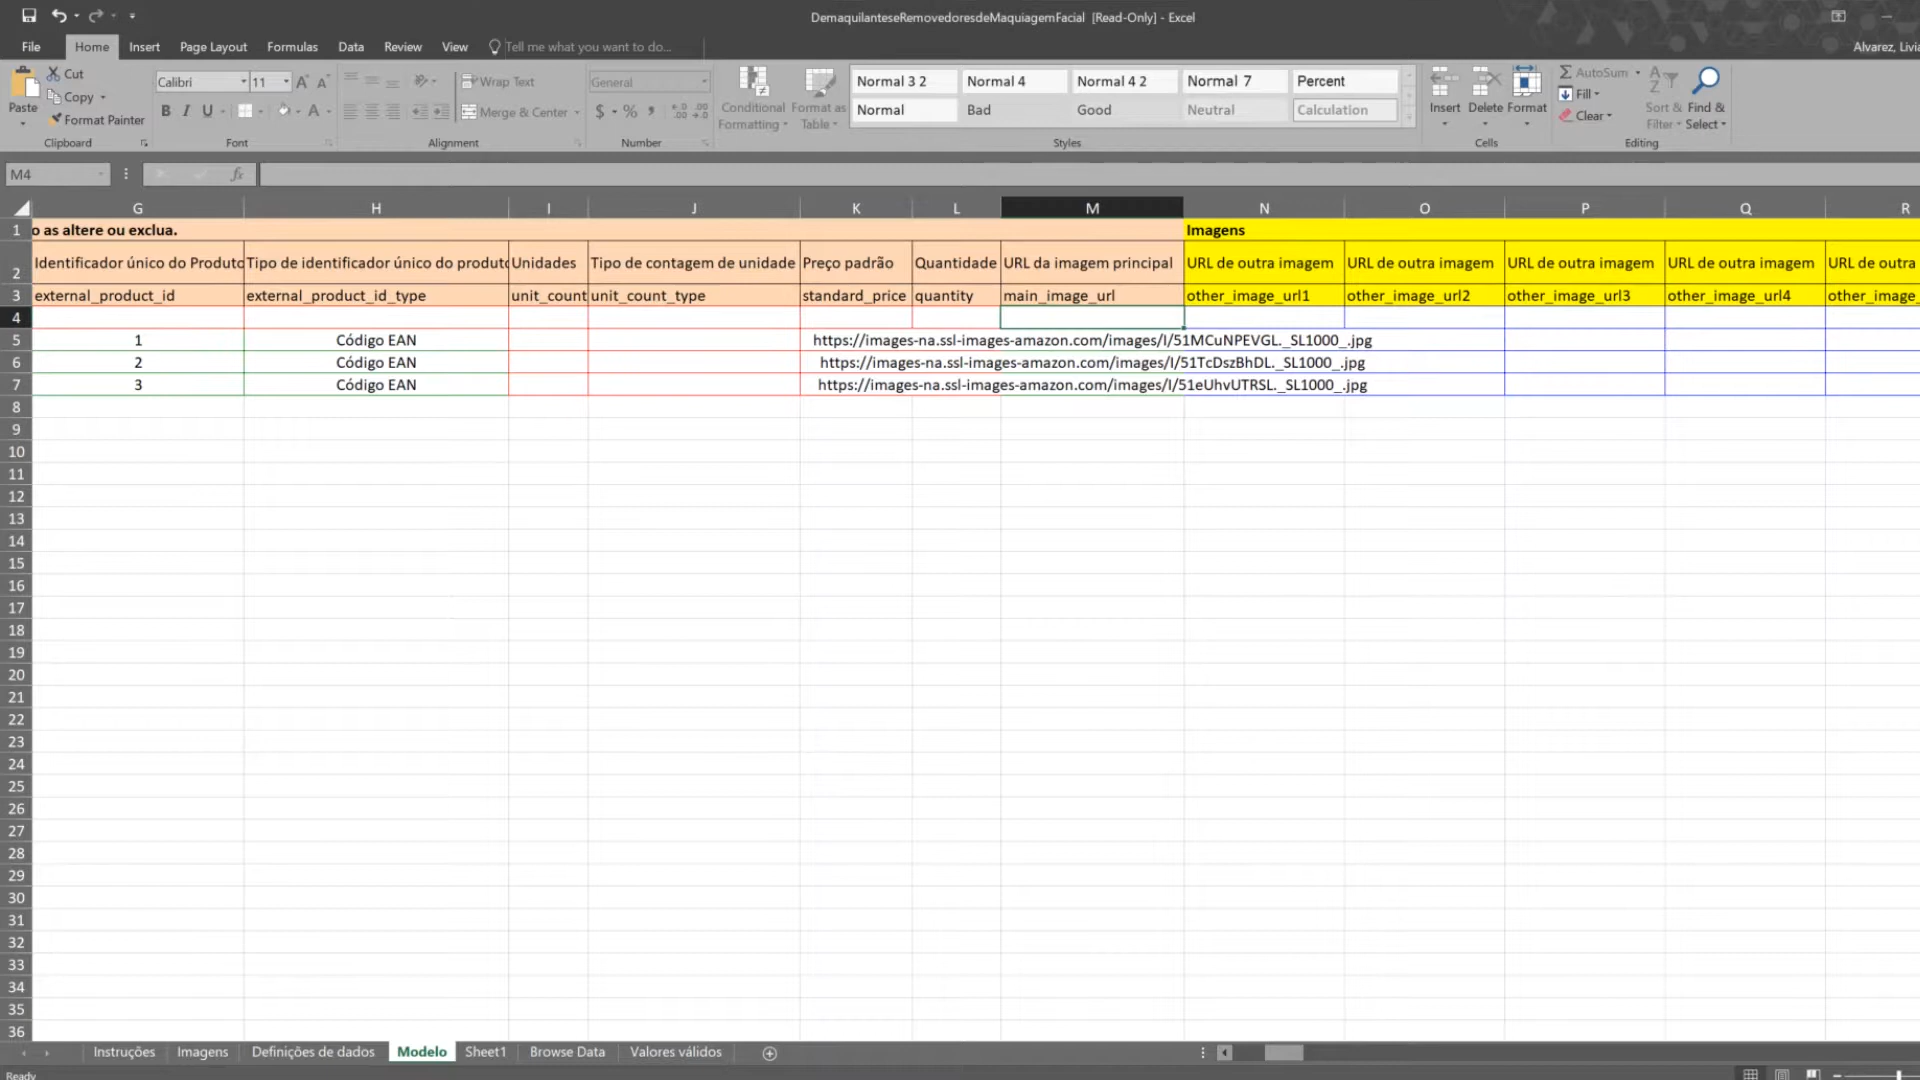 DemaquilanteseRemovedoresdeMaquiagemFacial [Read-Only] - Excel
File Home Insert Page Layout Formulas Data Review View Tell me what you want to do... Alvarez, Livia
Cut
Copy
Format Painter
Paste
Clipboard
Calibri 11
B I U
Font
Wrap Text
Merge & Center
Alignment
General
$ %
Number
Conditional Formatting
Format as Table
Normal 3 2 Normal 4 Normal 4 2 Normal 7 Percent
Normal Bad Good Neutral Calculation
Styles
Insert Delete Format
Cells
AutoSum
Fill
Clear
Sort & Filter
Find & Select
Editing
M4 fx
G H I J K L M N O P Q R
1 o as altere ou exclua. Imagens
2 Identificador único do Produto Tipo de identificador único do produto Unidades Tipo de contagem de unidade Preço padrão Quantidade URL da imagem principal URL de outra imagem URL de outra imagem URL de outra imagem URL de outra imagem URL de outra
3 external_product_id external_product_id_type unit_count unit_count_type standard_price quantity main_image_url other_image_url1 other_image_url2 other_image_url3 other_image_url4 other_image_
4
5 1 Código EAN https://images-na.ssl-images-amazon.com/images/I/51MCuNPEVGL._SL1000_.jpg
6 2 Código EAN https://images-na.ssl-images-amazon.com/images/I/51TcDszBhDL._SL1000_.jpg
7 3 Código EAN https://images-na.ssl-images-amazon.com/images/I/51eUhvUTRSL._SL1000_.jpg
8
9
10
11
12
13
14
15
16
17
18
19
20
21
22
23
24
25
26
27
28
29
30
31
32
33
34
35
36
Instruções Imagens Definições de dados Modelo Sheet1 Browse Data Valores válidos
Ready